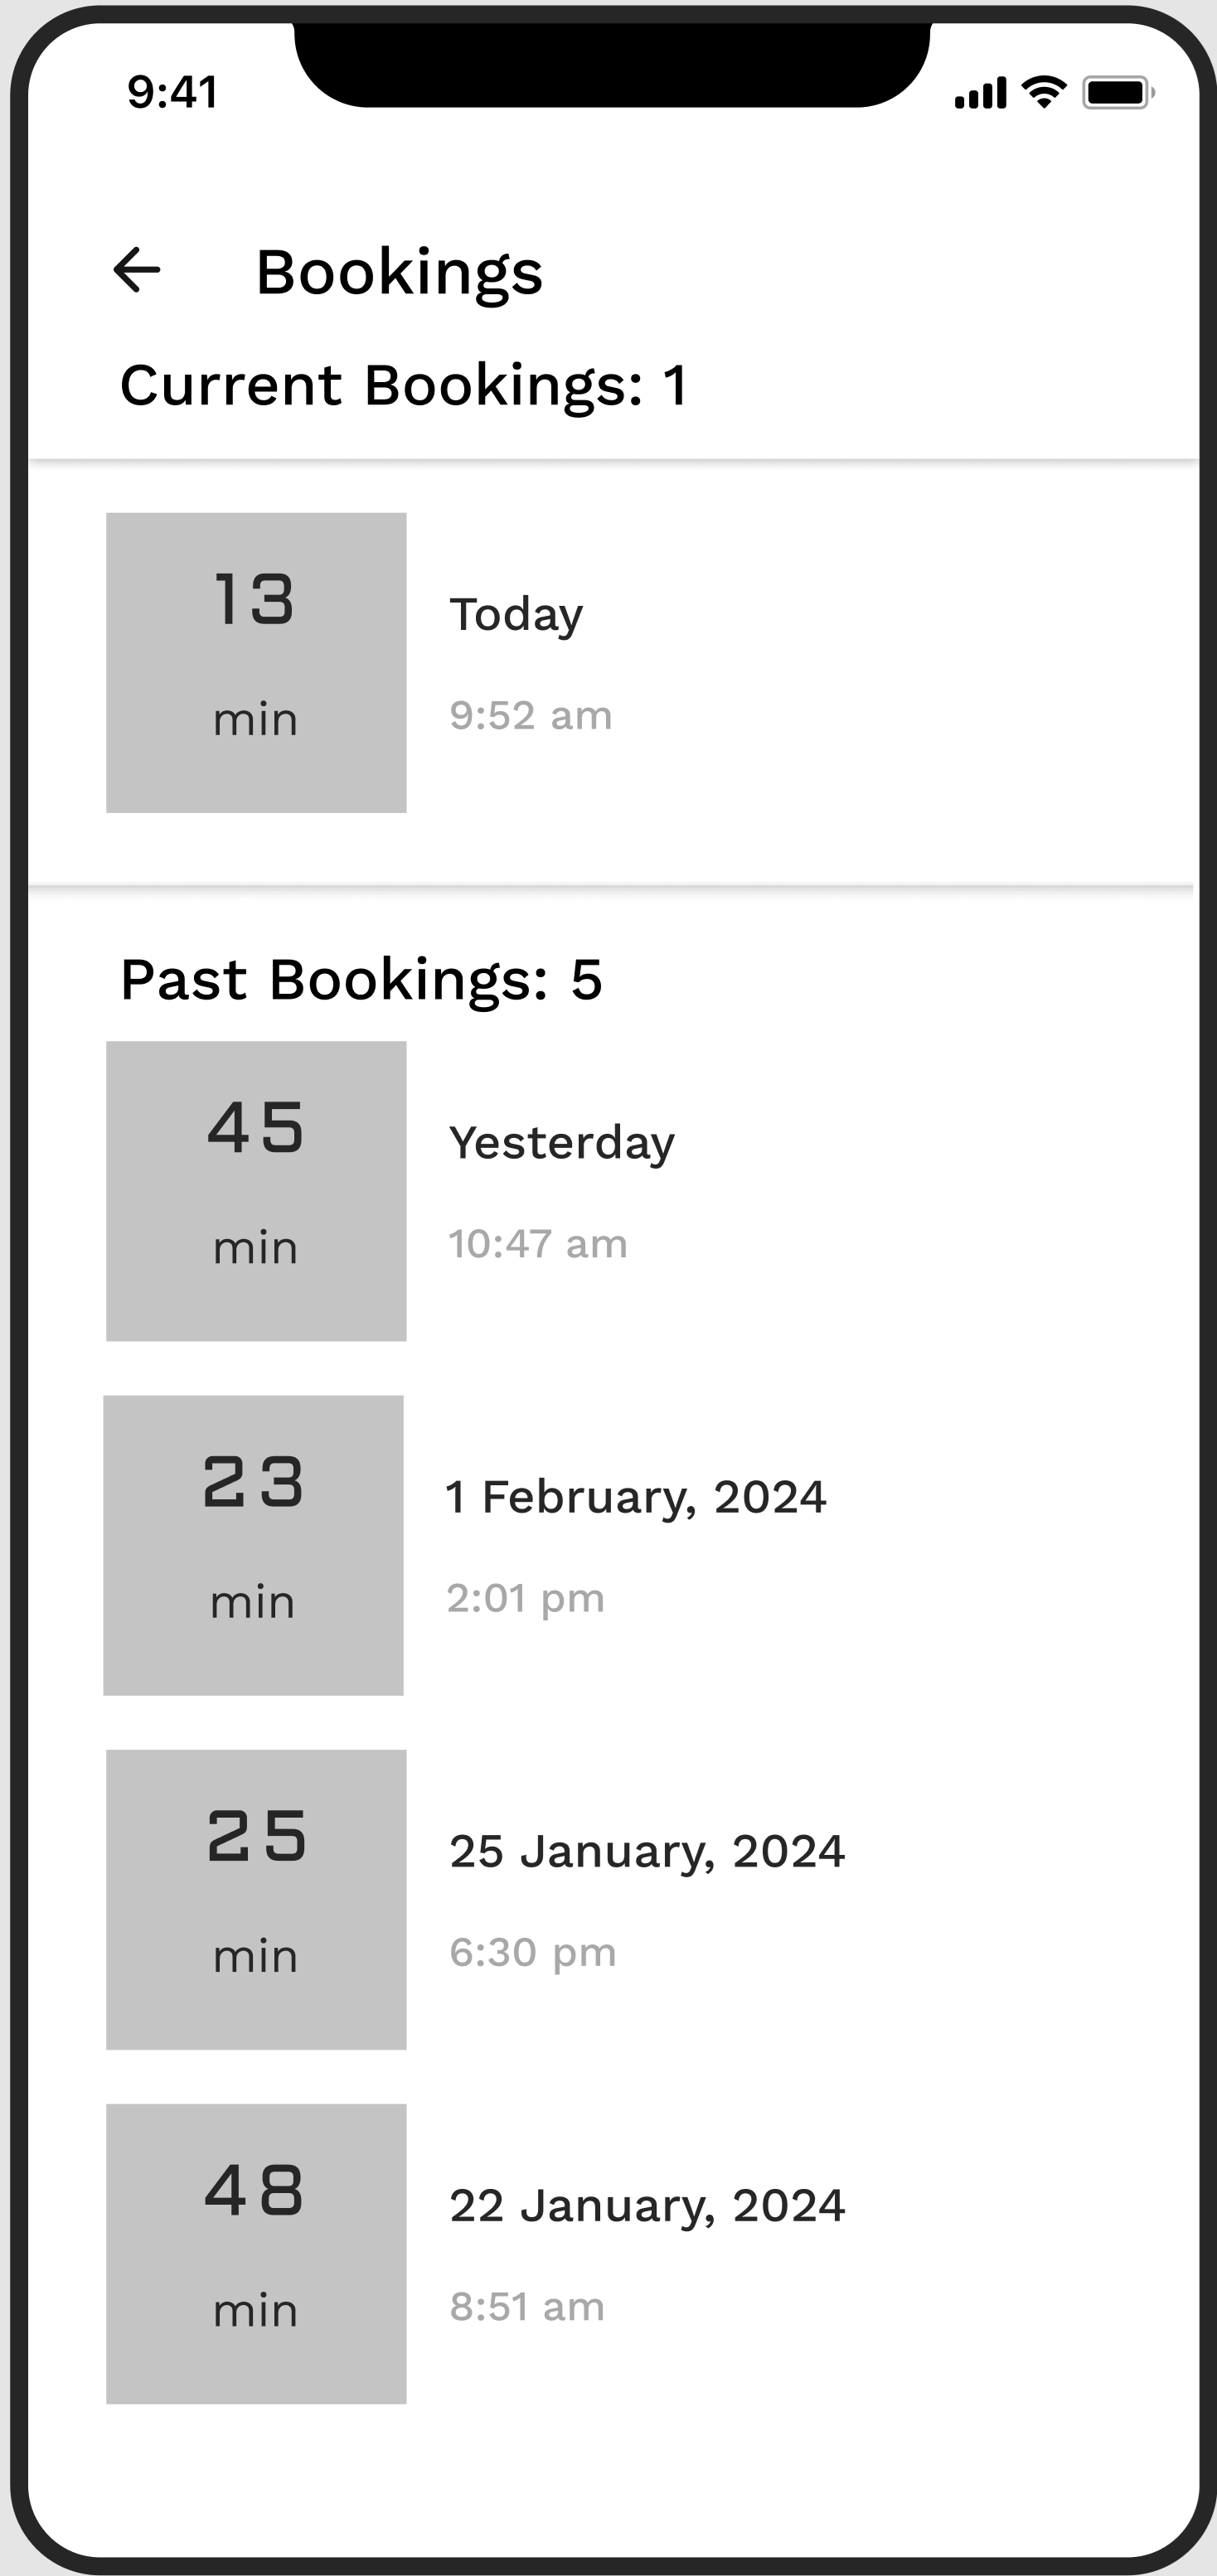 9:41
Bookings
Current Bookings: 1
13
min
Today
9:52 am
Past Bookings: 5
45
min
Yesterday
10:47 am
23
min
1 February, 2024
2:01 pm
25
min
25 January, 2024
6:30 pm
48
min
22 January, 2024
8:51 am